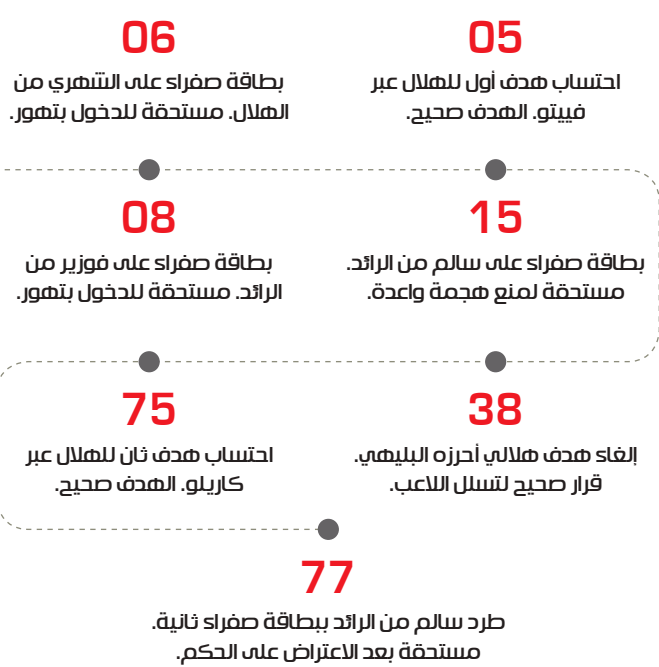 05
احتساب هدف أول للهلال عبر
فييتو. الهدف صحيح.
06
بطاقة صفراء على الشهري من
الهلال. مستحقة للدخول بتهور.
15
بطاقة صفراء على سالم من الرائد.
مستحقة لمنع هجمة واعدة.
08
بطاقة صفراء على فوزير من
الرائد. مستحقة للدخول بتهور.
38
إلغاء هدف هلالي أحرزه البليهي.
قرار صحيح لتسلل اللاعب.
75
احتساب هدف ثان للهلال عبر
كاريلو. الهدف صحيح.
77
طرد سالم من الرائد ببطاقة صفراء ثانية.
مستحقة بعد الاعتراض على الحكم.